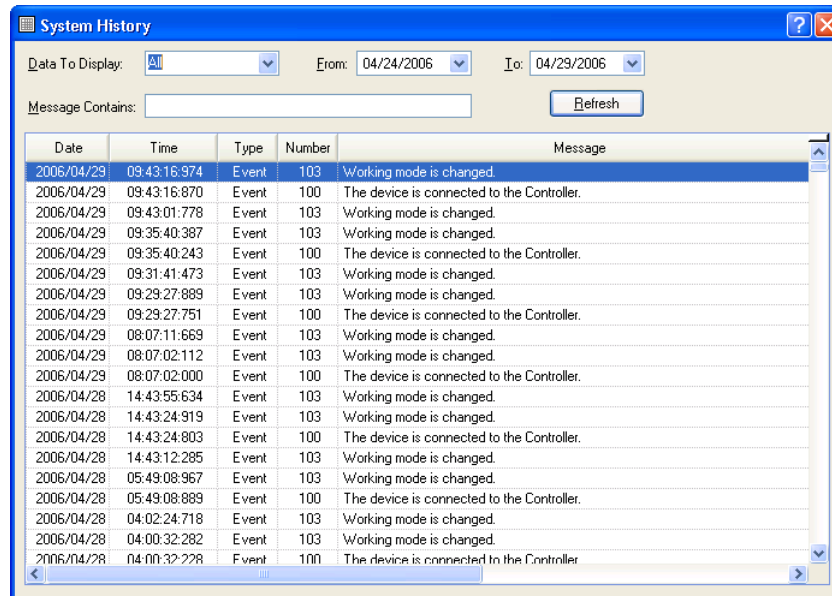 System History
Data To Display: All From: 04/24/2006 To: 04/29/2006
Message Contains: Refresh
Date Time Type Number Message
2006/04/29 09:43:16:974 Event 103 Working mode is changed.
2006/04/29 09:43:16:870 Event 100 The device is connected to the Controller.
2006/04/29 09:43:01:778 Event 103 Working mode is changed.
2006/04/29 09:35:40:387 Event 103 Working mode is changed.
2006/04/29 09:35:40:243 Event 100 The device is connected to the Controller.
2006/04/29 09:31:41:473 Event 103 Working mode is changed.
2006/04/29 09:29:27:889 Event 103 Working mode is changed.
2006/04/29 09:29:27:751 Event 100 The device is connected to the Controller.
2006/04/29 08:07:11:669 Event 103 Working mode is changed.
2006/04/29 08:07:02:112 Event 103 Working mode is changed.
2006/04/29 08:07:02:000 Event 100 The device is connected to the Controller.
2006/04/28 14:43:55:634 Event 103 Working mode is changed.
2006/04/28 14:43:24:919 Event 103 Working mode is changed.
2006/04/28 14:43:24:803 Event 100 The device is connected to the Controller.
2006/04/28 14:43:12:285 Event 103 Working mode is changed.
2006/04/28 05:49:08:967 Event 103 Working mode is changed.
2006/04/28 05:49:08:889 Event 100 The device is connected to the Controller.
2006/04/28 04:02:24:718 Event 103 Working mode is changed.
2006/04/28 04:00:32:282 Event 103 Working mode is changed.
2006/04/28 04:00:32:228 Event 100 The device is connected to the Controller.